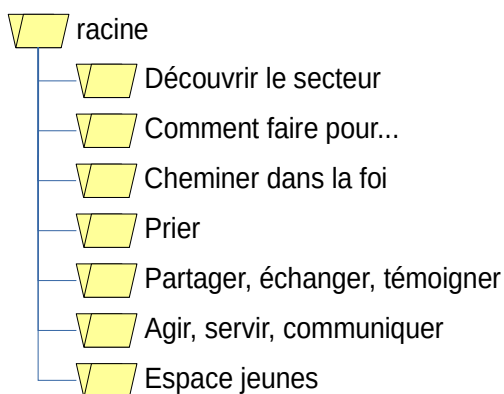 racine
Découvrir le secteur
Comment faire pour...
Cheminer dans la foi
Prier
Partager, échanger, témoigner
Agir, servir, communiquer
Espace jeunes